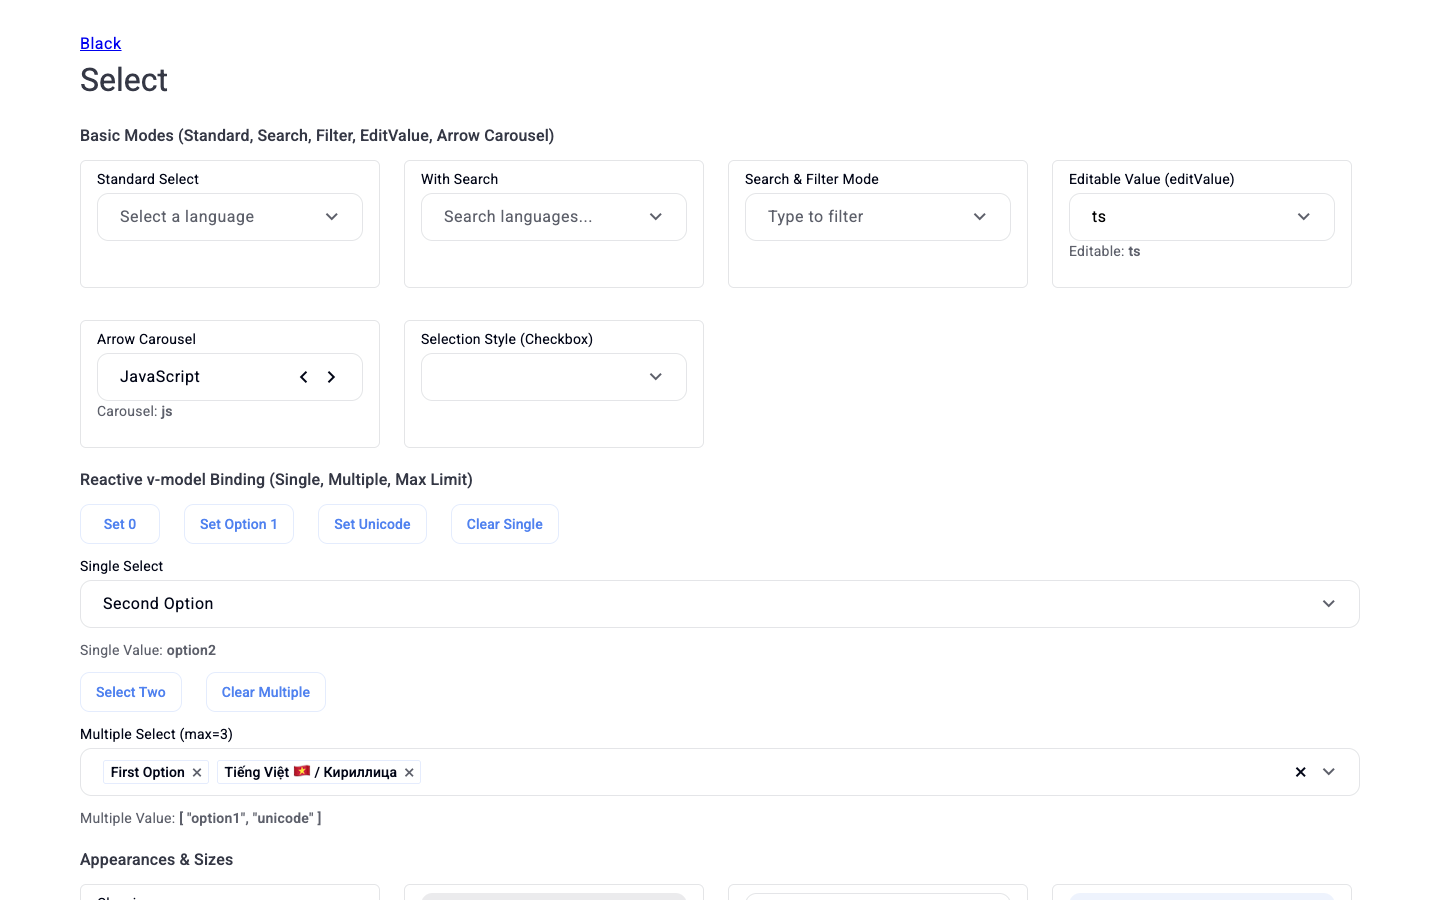 Black
Select
Basic Modes (Standard, Search, Filter, EditValue, Arrow Carousel)
Standard Select
Select a language
With Search
Search languages...
Search & Filter Mode
Type to filter
Editable Value (editValue)
ts
Editable: ts
Arrow Carousel
JavaScript
Carousel: js
Selection Style (Checkbox)
Reactive v-model Binding (Single, Multiple, Max Limit)
Set 0
Set Option 1
Set Unicode
Clear Single
Single Select
Second Option
Single Value: option2
Select Two
Clear Multiple
Multiple Select (max=3)
First Option
Tiếng Việt 🇻🇳 / Кириллица
Multiple Value: [ "option1", "unicode" ]
Appearances & Sizes